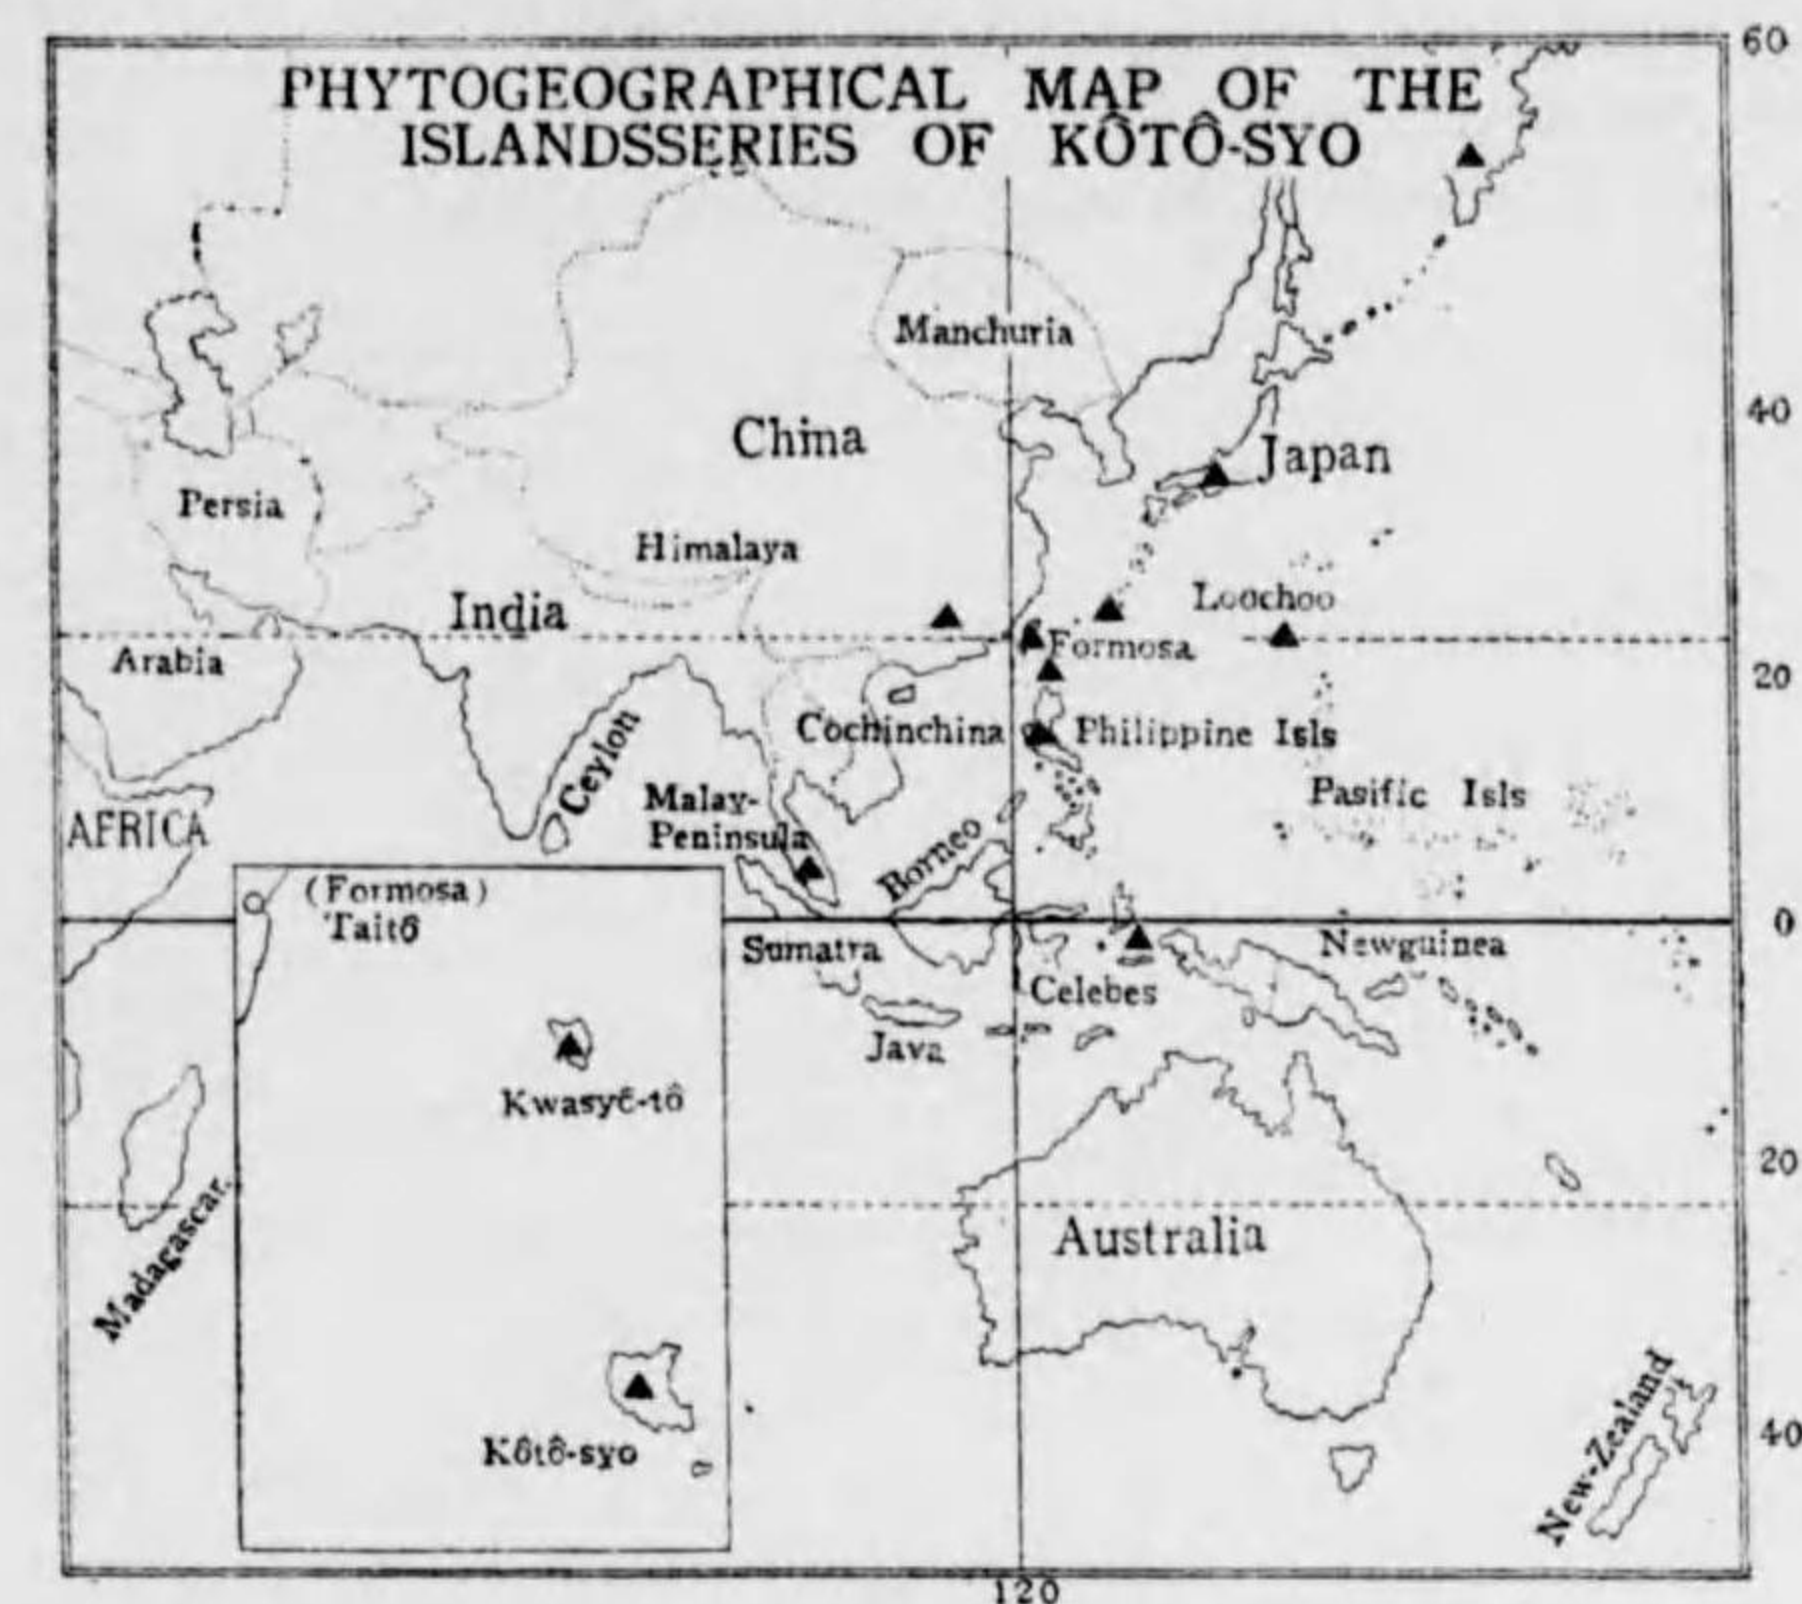 PHYTOGEOGRAPHICAL MAP OF THE
ISLANDSSERIES OF KÔTÔ-SYO
60
Manchuria
40
China
Japan
Persia
Himalaya
India
Loochoo
Formosa
Arabia
20
Cochinchina
Philippine Isls
Ceylon
Malay-
Peninsula
Pasific Isls
AFRICA
Borneo
(Formosa)
Taitô
0
Sumatra
Newguinea
Celebes
Java
Kwasyô-tô
20
Madagascar.
Australia
Kôtô-syo
New-Zealand
40
120